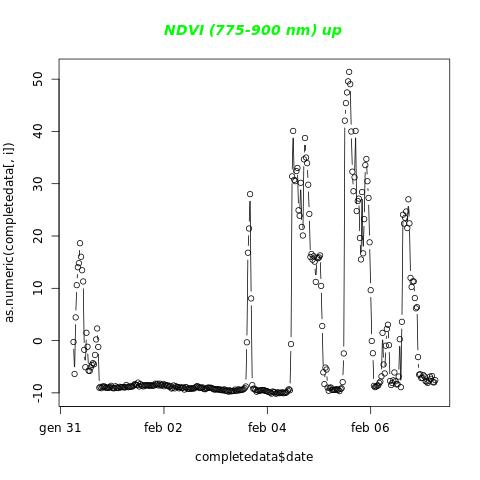 NDVI (775-900 nm) up
as.numeric(completedata[, i])
50
40
30
20
10
0
-10
gen 31
feb 02
feb 04
feb 06
completedata$date